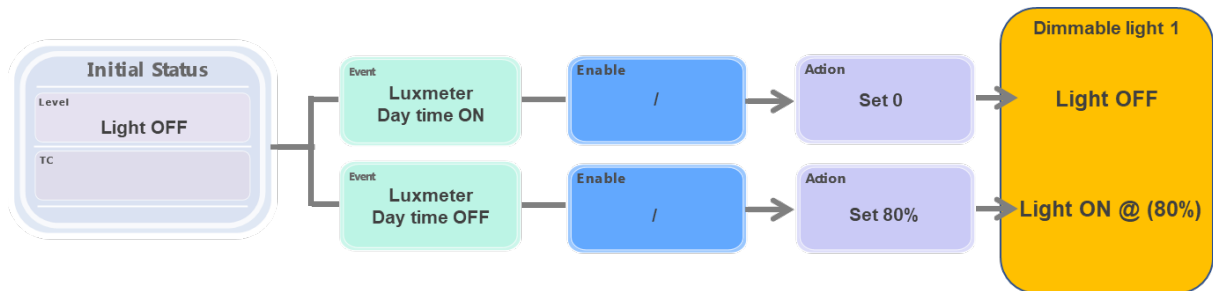 Initial Status
Level
Light OFF
TC
Event
Luxmeter
Day time ON
Enable
/
Action
Set 0
Event
Luxmeter
Day time OFF
Enable
/
Action
Set 80%
Dimmable light 1
Light OFF
Light ON @ (80%)